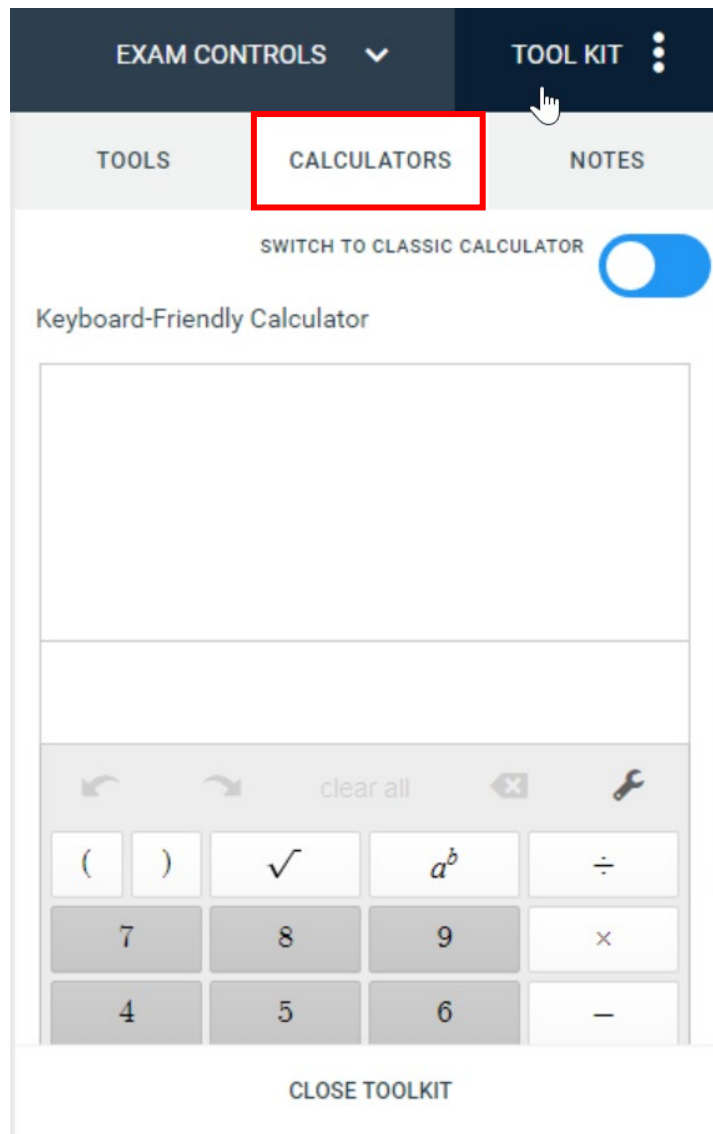 EXAM CONTROLS TOOL KIT
TOOLS CALCULATORS NOTES
SWITCH TO CLASSIC CALCULATOR
Keyboard-Friendly Calculator
clear all
( ) √ a^b ÷
7 8 9 ×
4 5 6 −
CLOSE TOOLKIT